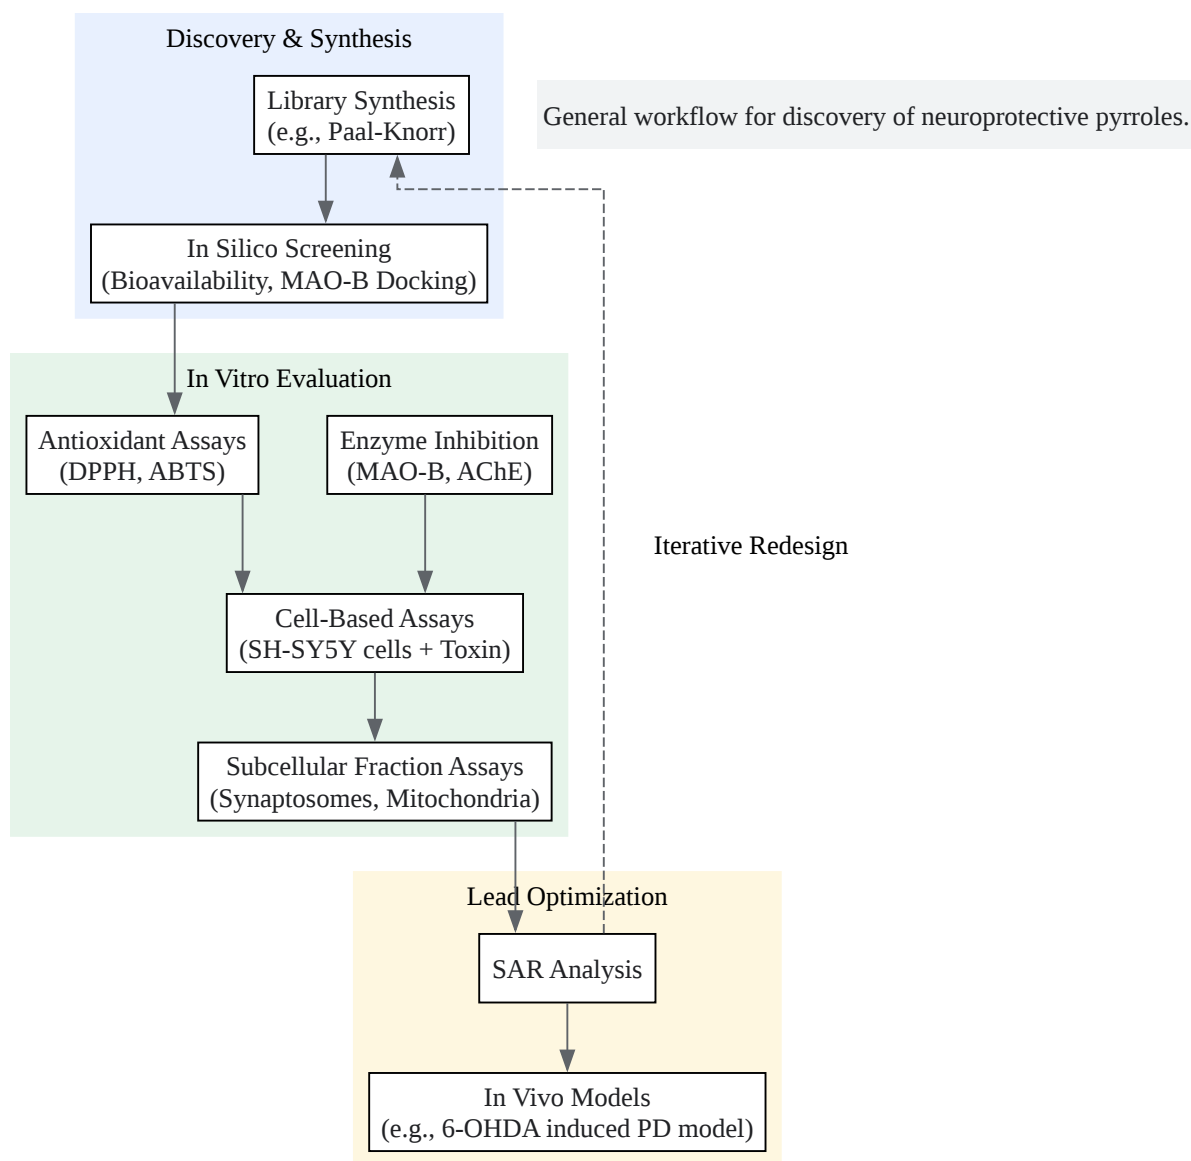 Discovery & Synthesis
Library Synthesis
(e.g., Paal-Knorr)
General workflow for discovery of neuroprotective pyrroles.
In Silico Screening
(Bioavailability, MAO-B Docking)
In Vitro Evaluation
Antioxidant Assays
(DPPH, ABTS)
Enzyme Inhibition
(MAO-B, AChE)
Iterative Redesign
Cell-Based Assays
(SH-SY5Y cells + Toxin)
Subcellular Fraction Assays
(Synaptosomes, Mitochondria)
Lead Optimization
SAR Analysis
In Vivo Models
(e.g., 6-OHDA induced PD model)